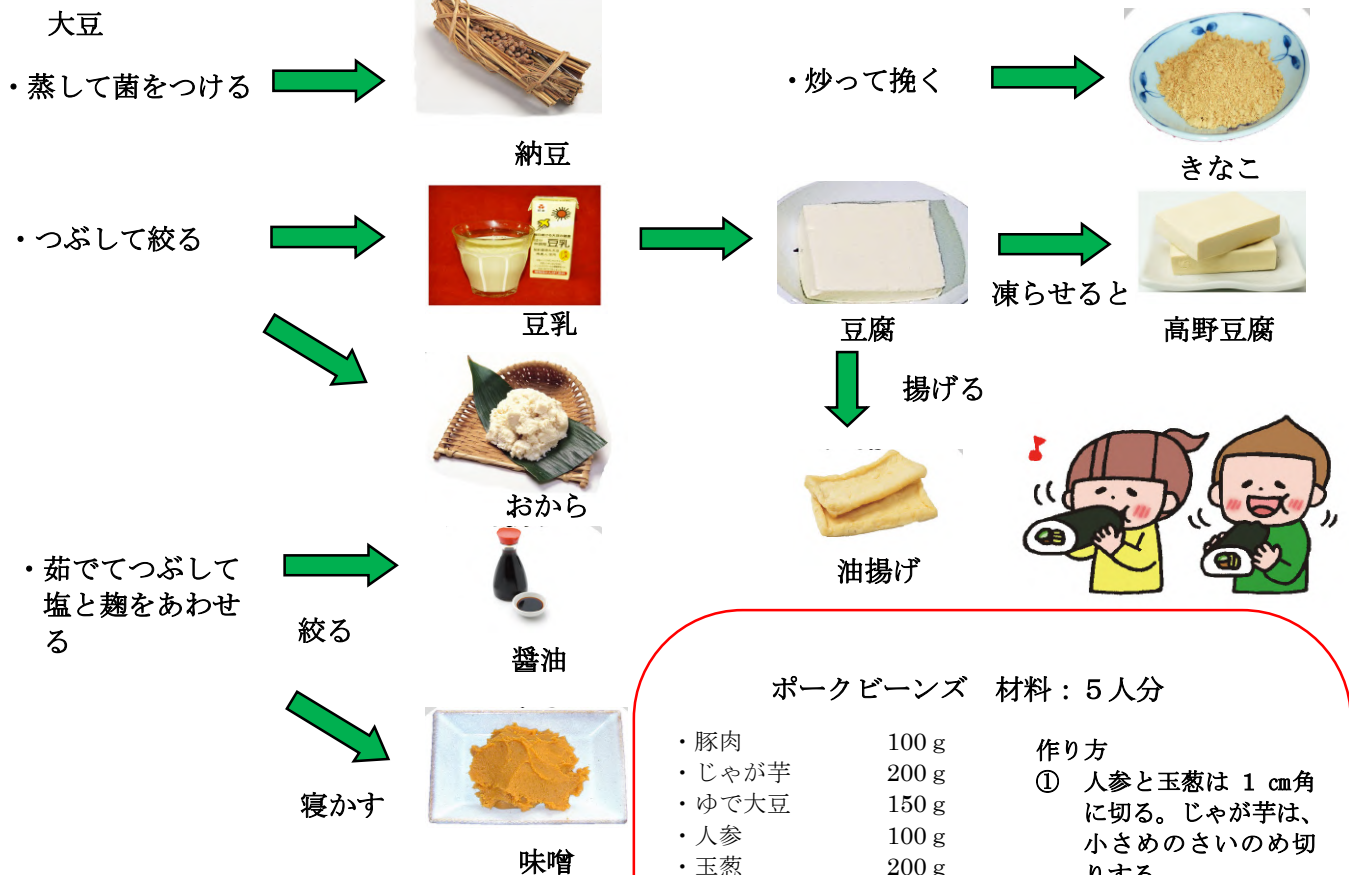 大豆
・蒸して菌をつける
納豆
・炒って挽く
きなこ
・つぶして絞る
豆乳
豆乳
豆腐
凍らせると
高野豆腐
おから
揚げる
油揚げ
・茹でてつぶして
塩と麹をあわせ
る
絞る
醤油
寝かす
味噌
ポークビーンズ 材料：５人分
・豚肉 100ｇ
・じゃが芋 200ｇ
・ゆで大豆 150ｇ
・人参 100ｇ
・玉葱 200ｇ
作り方
① 人参と玉葱は 1 ㎝角
に切る。じゃが芋は、
小さめのさいのめ切
りする